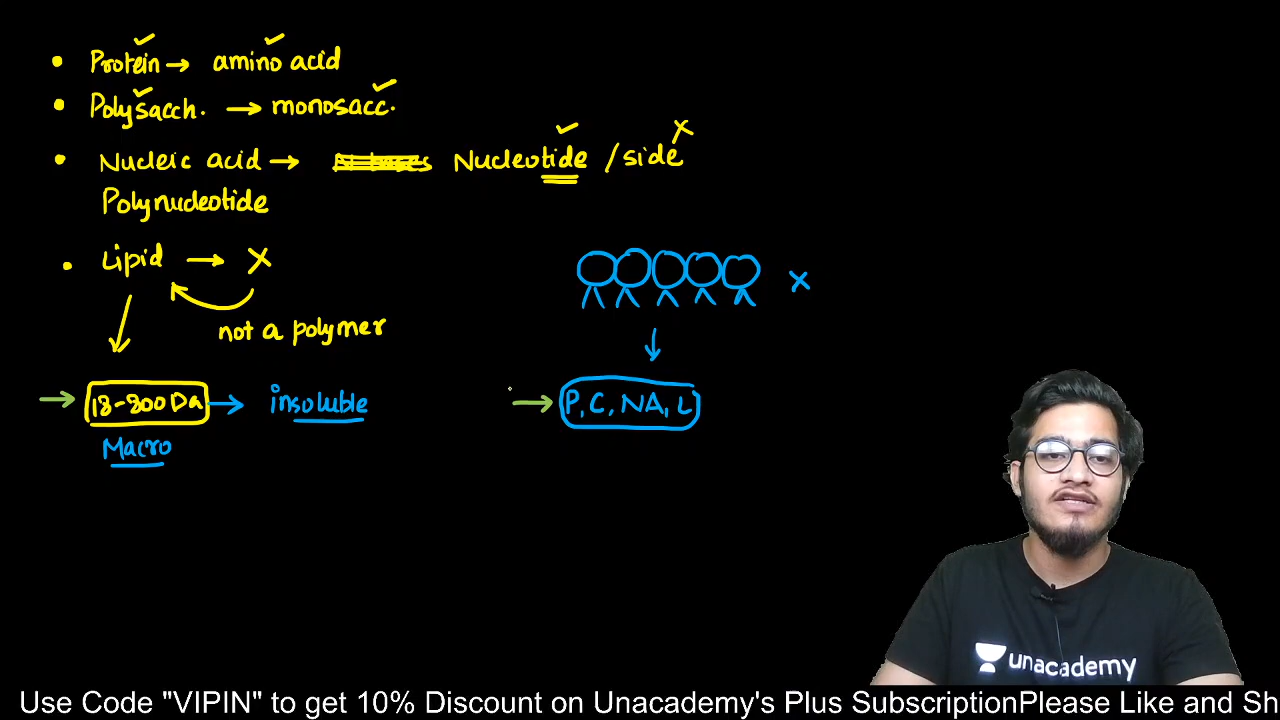 • Protein → amino acid
• Polysacch. → monosacc.
• Nucleic acid → Nucleotide /side
Polynucleotide
• Lipid → X
not a polymer
→ 18-800 Da → insoluble
Macro
X
→ P, C, NA, L
unacademy
Use Code "VIPIN" to get 10% Discount on Unacademy's Plus SubscriptionPlease Like and Sh